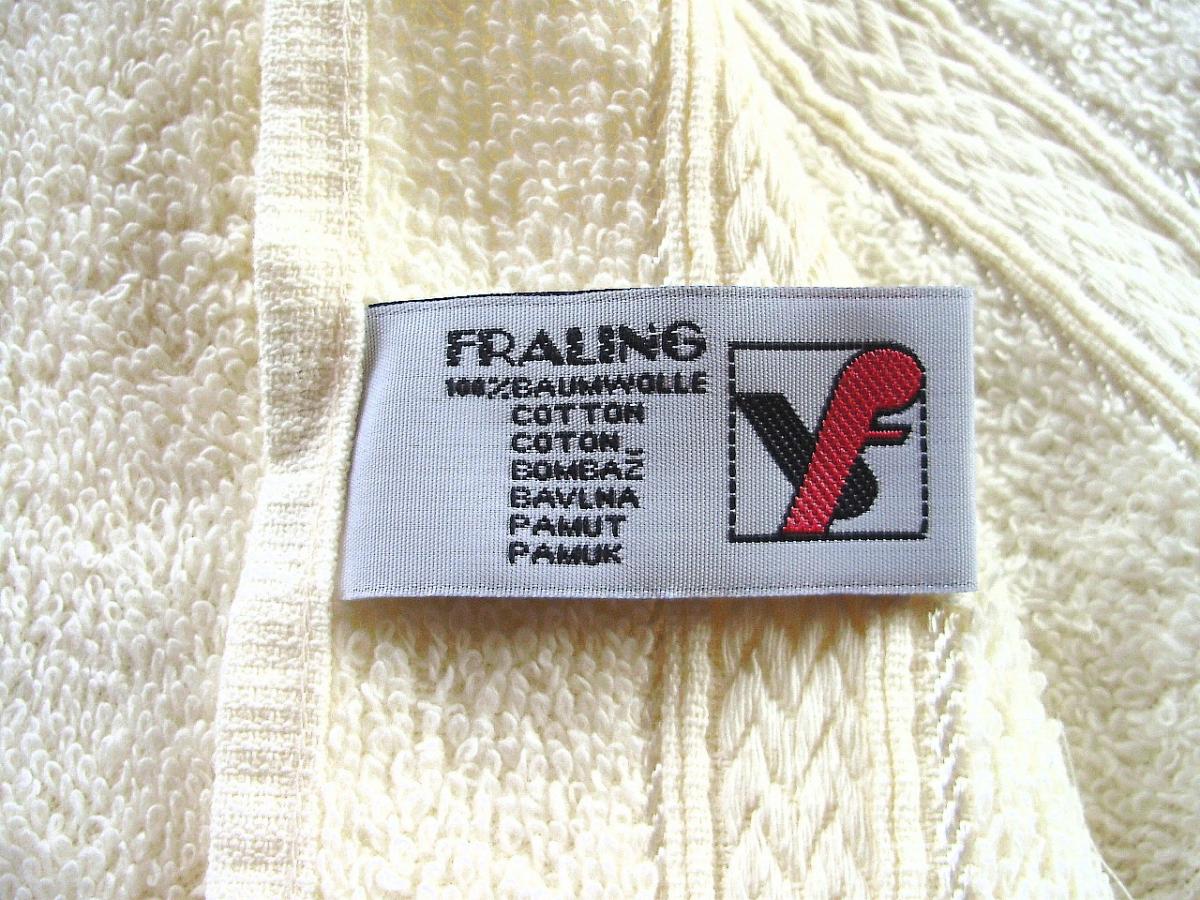 FRALING
100%BAUMWOLLE
COTTON
COTON
BOMBAŽ
BAVLNA
PAMUT
PAMUK